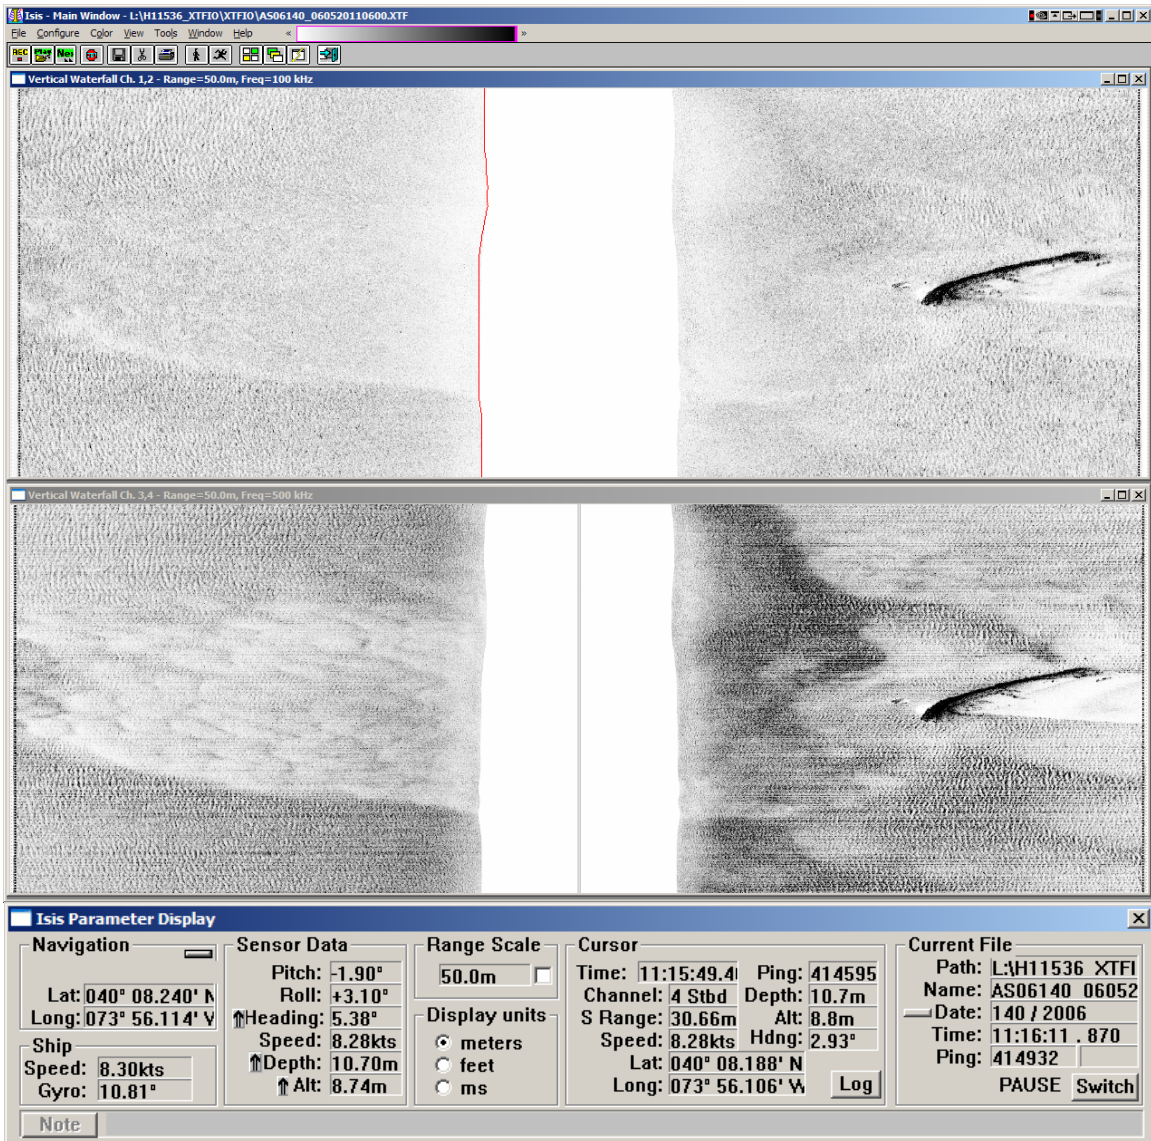 Isis - Main Window - L:\H11536_XTFIO\XTFIO\AS06140_060520110600.XTF
File Configure Color View Tools Window Help « »
REC Play Nex
Vertical Waterfall Ch. 1,2 - Range=50.0m, Freq=100 kHz
Vertical Waterfall Ch. 3,4 - Range=50.0m, Freq=500 kHz
Isis Parameter Display
Navigation
Lat: 040° 08.240' N
Long: 073° 56.114'
Ship
Speed: 8.30kts
Gyro: 10.81°
Sensor Data
Pitch: -1.90°
Roll: +3.10°
Heading: 5.38°
Speed: 8.28kts
Depth: 10.70m
Alt: 8.74m
Range Scale
50.0m
Display units
meters
feet
ms
Cursor
Time: 11:15:49.4 Ping: 414595
Channel: 4 Stbd Depth: 10.7m
S Range: 30.66m Alt: 8.8m
Speed: 8.28kts Hdng: 2.93°
Lat: 040° 08.188' N
Long: 073° 56.106' W
Log
Current File
Path: L:\H11536_XTFI
Name: AS06140_06052
Date: 140 / 2006
Time: 11:16:11 . 870
Ping: 414932
PAUSE Switch
Note